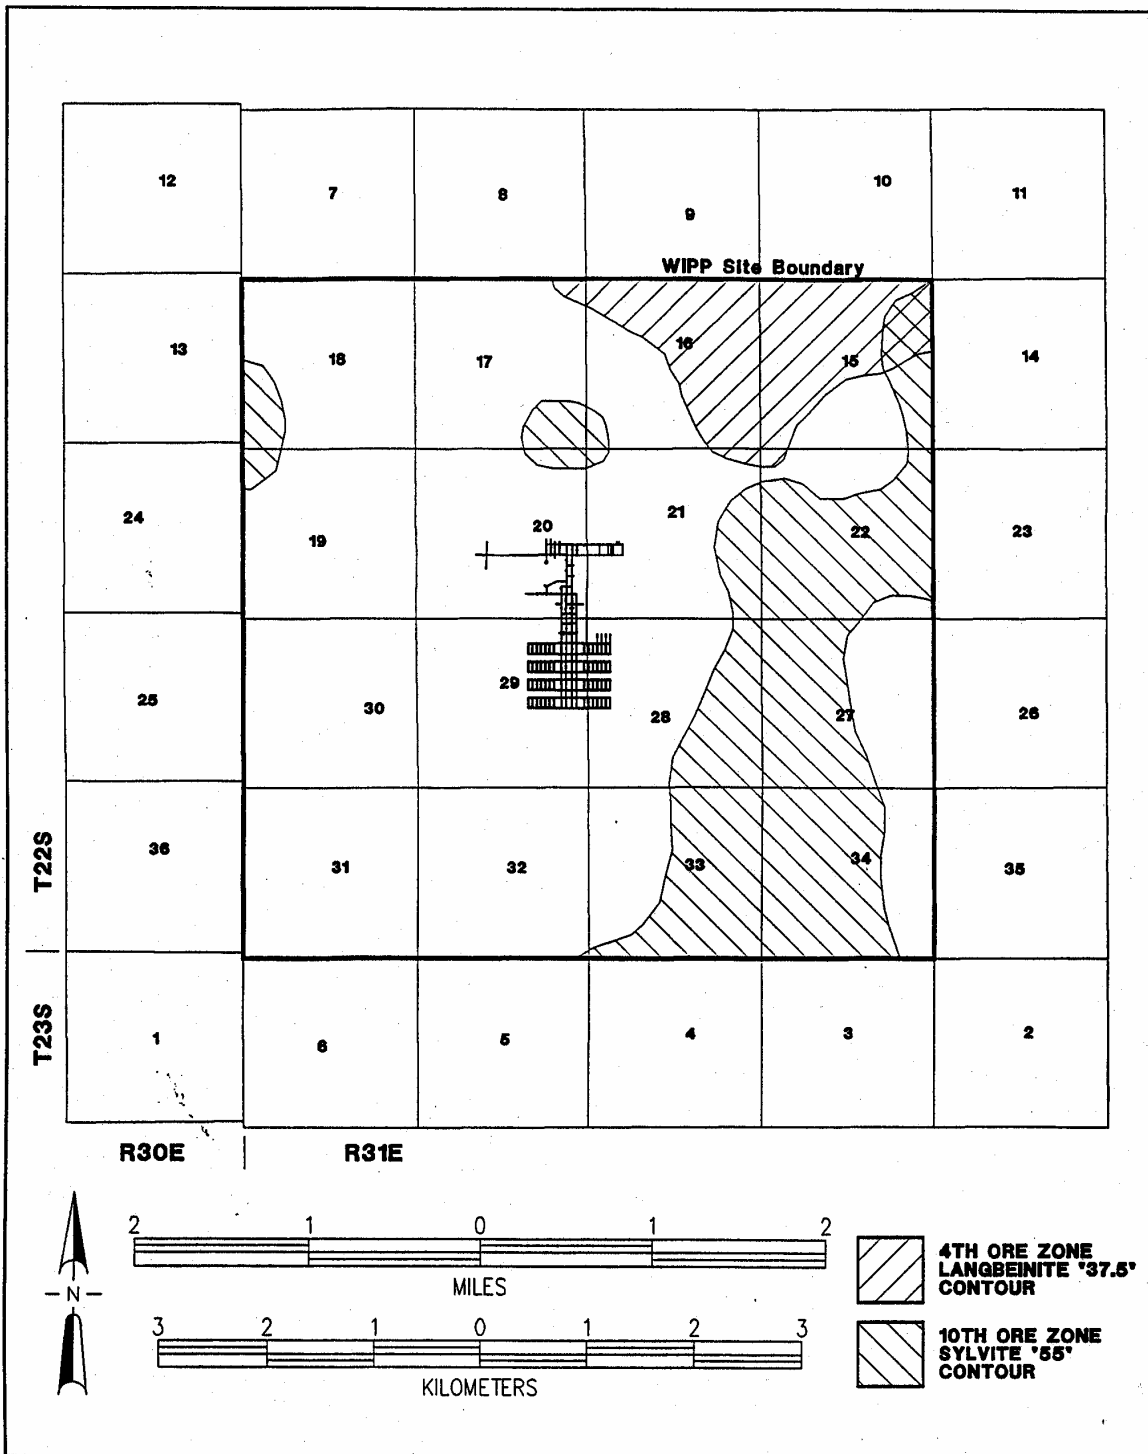 12
7
8
9
10
11
WIPP Site Boundary
13
18
17
16
15
14
24
19
20
21
22
23
25
30
29
28
27
26
T22S
36
31
32
33
34
35
T23S
1
6
5
4
3
2
R30E
R31E
N
2 1 0 1 2
MILES
3 2 1 0 1 2 3
KILOMETERS
4TH ORE ZONE
LANGBEINITE "37.5"
CONTOUR
10TH ORE ZONE
SYLVITE "55"
CONTOUR